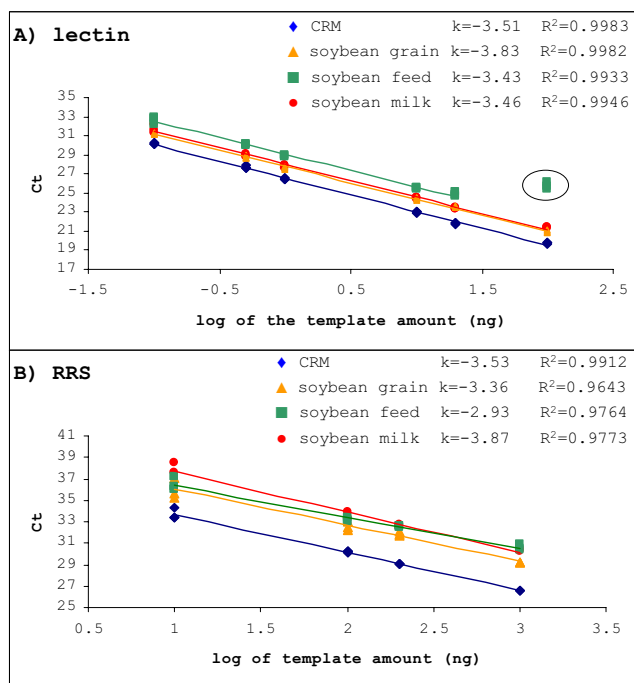 A) lectin
CRM k=-3.51 R²=0.9983
soybean grain k=-3.83 R²=0.9982
soybean feed k=-3.43 R²=0.9933
soybean milk k=-3.46 R²=0.9946
35
33
31
29
27
25
23
21
19
17
Ct
-1.5 -0.5 0.5 1.5 2.5
log of the template amount (ng)
B) RRS
CRM k=-3.53 R²=0.9912
soybean grain k=-3.36 R²=0.9643
soybean feed k=-2.93 R²=0.9764
soybean milk k=-3.87 R²=0.9773
41
39
37
35
33
31
29
27
25
Ct
0.5 1 1.5 2 2.5 3 3.5
log of template amount (ng)